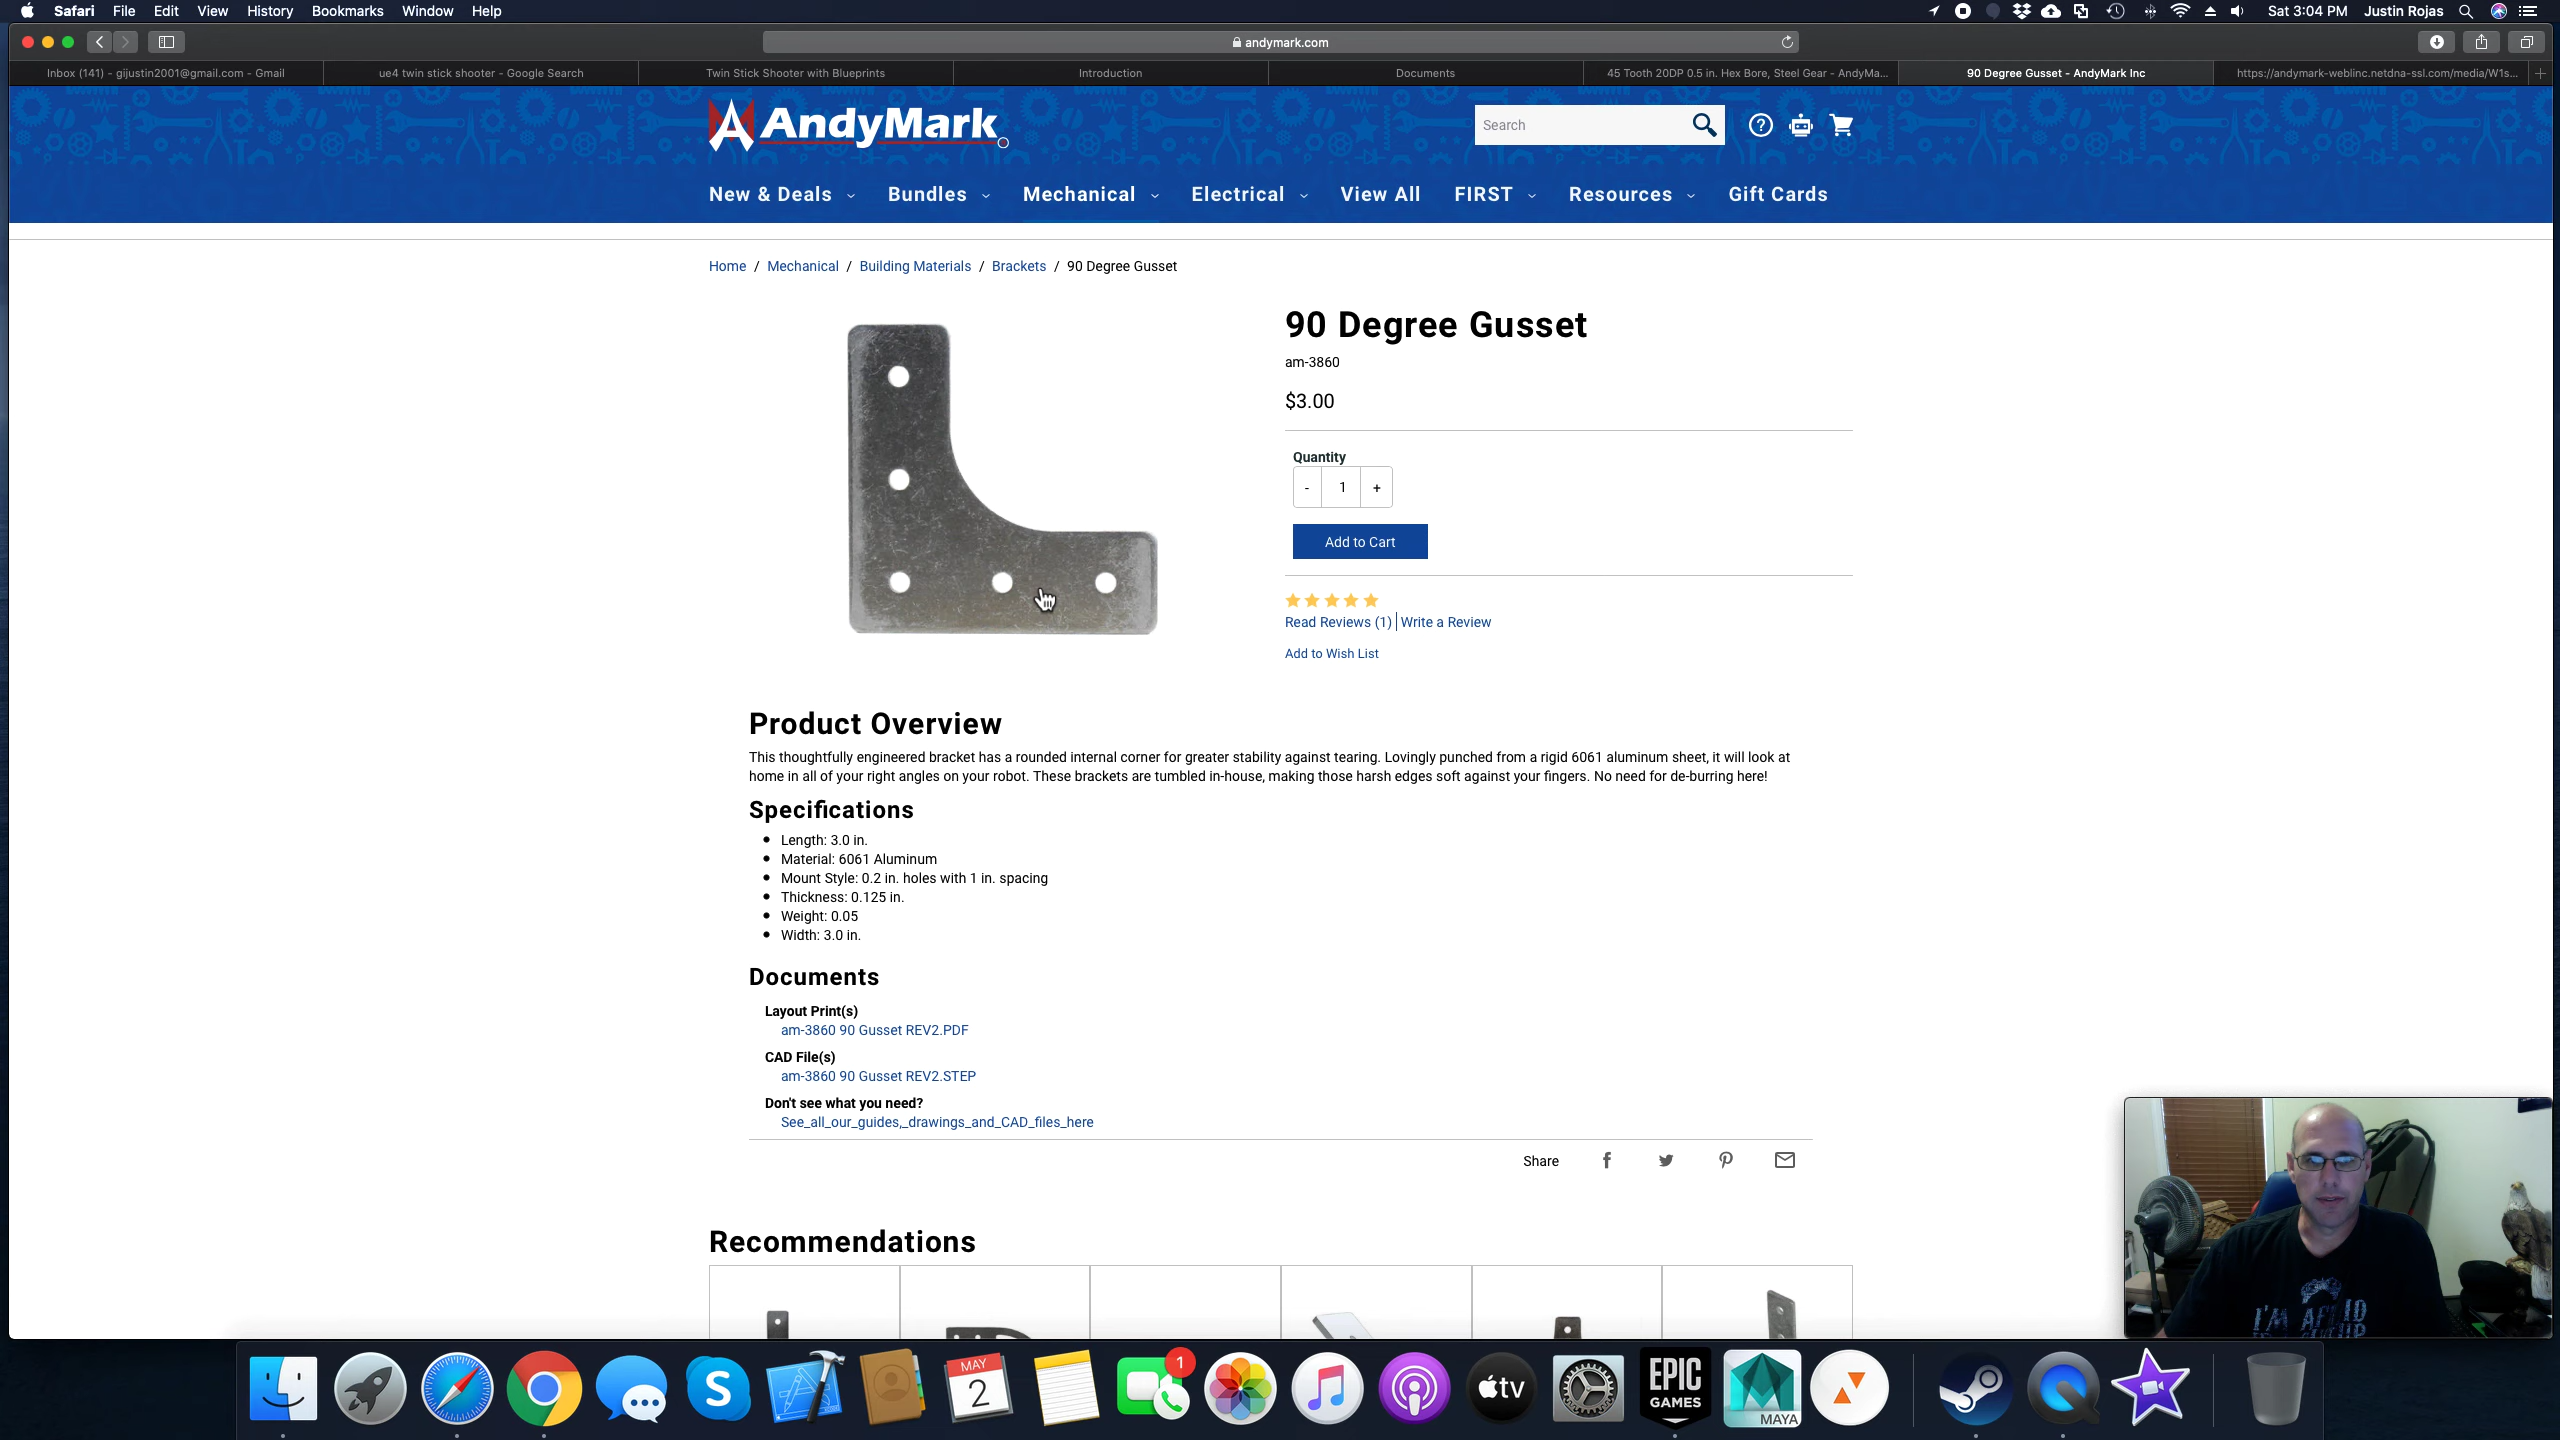 Safari File Edit View History Bookmarks Window Help Sat 3:04 PM Justin Rojas
andymark.com
Inbox (141) - gijustin2001@gmail.com - Gmail ue4 twin stick shooter - Google Search Twin Stick Shooter with Blueprints Introduction Documents 45 Tooth 20DP 0.5 in. Hex Bore, Steel Gear - AndyMa... 90 Degree Gusset - AndyMark Inc https://andymark-weblinc.netdna-ssl.com/media/W1s...
AndyMark
Search
New & Deals Bundles Mechanical Electrical View All FIRST Resources Gift Cards
Home / Mechanical / Building Materials / Brackets / 90 Degree Gusset
90 Degree Gusset
am-3860
$3.00
Quantity
- 1 +
Add to Cart
Read Reviews (1) | Write a Review
Add to Wish List
Product Overview
This thoughtfully engineered bracket has a rounded internal corner for greater stability against tearing. Lovingly punched from a rigid 6061 aluminum sheet, it will look at
home in all of your right angles on your robot. These brackets are tumbled in-house, making those harsh edges soft against your fingers. No need for de-burring here!
Specifications
Length: 3.0 in.
Material: 6061 Aluminum
Mount Style: 0.2 in. holes with 1 in. spacing
Thickness: 0.125 in.
Weight: 0.05
Width: 3.0 in.
Documents
Layout Print(s)
am-3860 90 Gusset REV2.PDF
CAD File(s)
am-3860 90 Gusset REV2.STEP
Don't see what you need?
See_all_our_guides,_drawings_and_CAD_files_here
Share
Recommendations
I'M
MAY
2
1
tv
EPIC
GAMES
MAYA
S